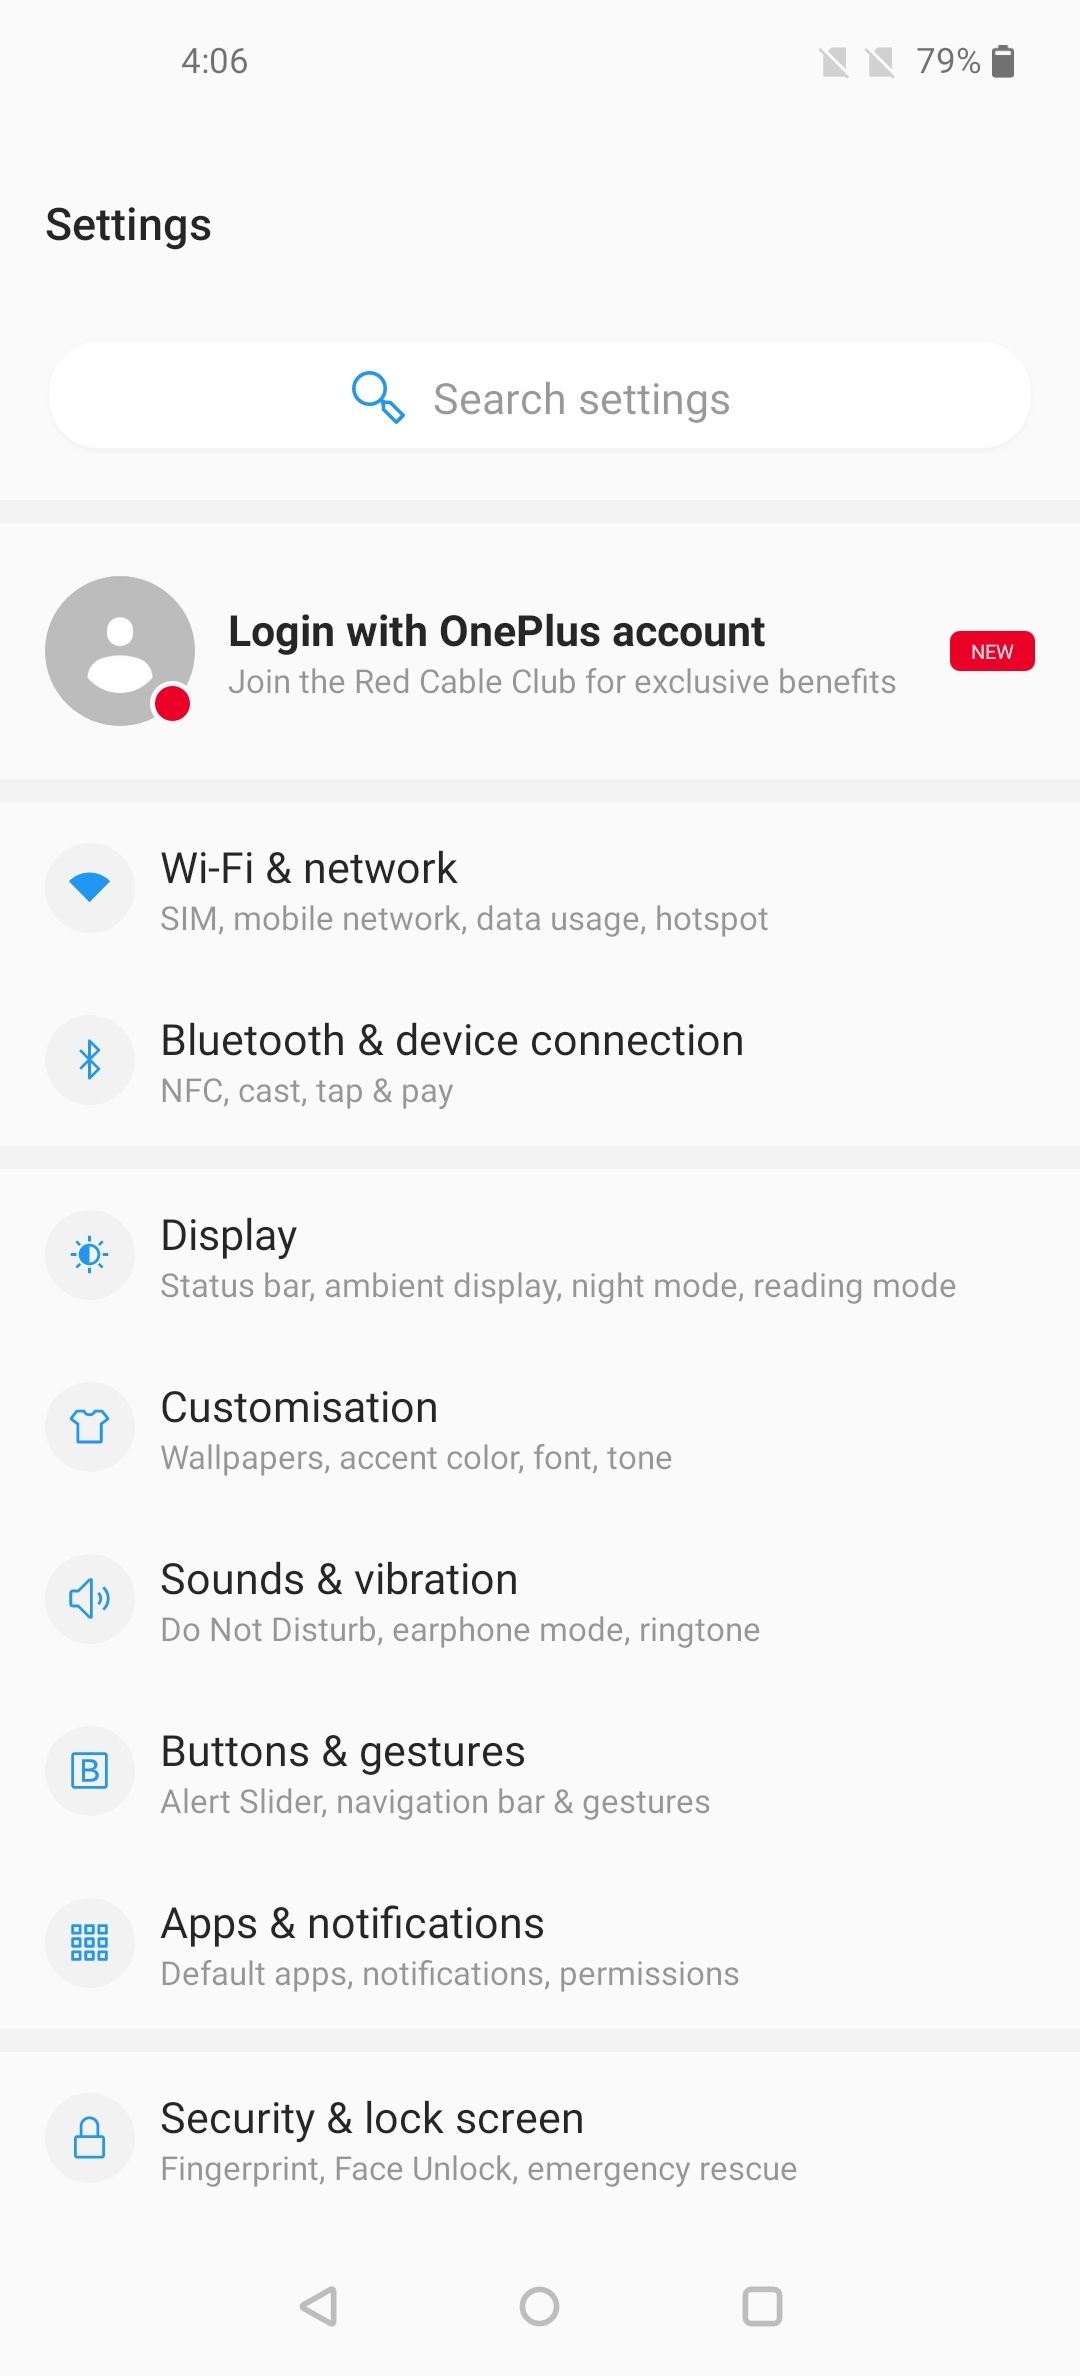 4:06
79%
Settings
Search settings
Login with OnePlus account
Join the Red Cable Club for exclusive benefits
NEW
Wi-Fi & network
SIM, mobile network, data usage, hotspot
Bluetooth & device connection
NFC, cast, tap & pay
Display
Status bar, ambient display, night mode, reading mode
Customisation
Wallpapers, accent color, font, tone
Sounds & vibration
Do Not Disturb, earphone mode, ringtone
B
Buttons & gestures
Alert Slider, navigation bar & gestures
Apps & notifications
Default apps, notifications, permissions
Security & lock screen
Fingerprint, Face Unlock, emergency rescue